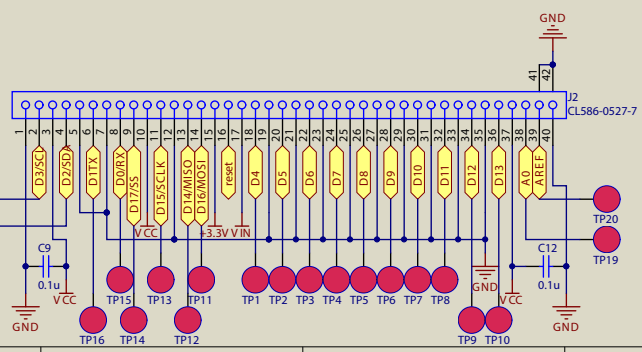 GND
41
42
J2
CL586-0527-7
1
2
3
4
5
6
7
8
9
10
11
12
13
14
15
16
17
18
19
20
21
22
23
24
25
26
27
28
29
30
31
32
33
34
35
36
37
38
39
40
D3/SCL
D2/SDA
D1TX
D0/RX
D17/SS
D15/SCLK
D14/MISO
D16/MOSI
reset
D4
D5
D6
D7
D8
D9
D10
D11
D12
D13
A0
AREF
VCC
+3.3V
VIN
TP20
TP19
C9
0.1u
VCC
GND
TP15
TP13
TP11
TP1
TP2
TP3
TP4
TP5
TP6
TP7
TP8
GND
VCC
C12
0.1u
GND
TP16
TP14
TP12
TP9
TP10